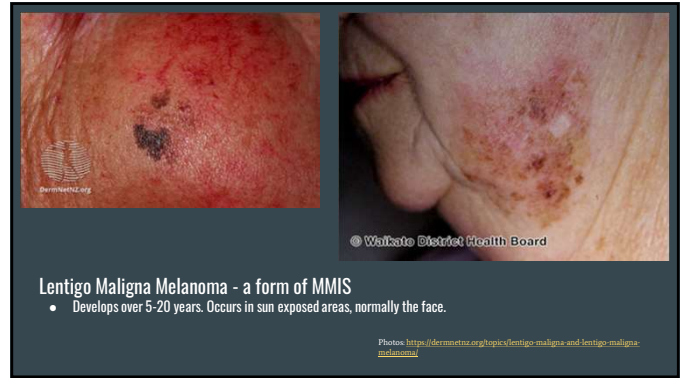 DermNetNZ.org
© Waikato District Health Board
Lentigo Maligna Melanoma - a form of MMIS
● Develops over 5-20 years. Occurs in sun exposed areas, normally the face.
Photos: https://dermnetnz.org/topics/lentigo-maligna-and-lentigo-maligna-
melanoma/